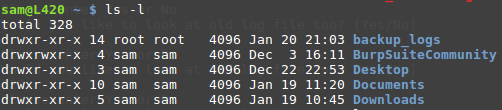 sam@L420 ~ $ ls -l
total 328
drwxr-xr-x 14 root root 4096 Jan 20 21:03 backup_logs
drwxrwxr-x 4 sam sam 4096 Dec 3 16:11 BurpSuiteCommunity
drwxr-xr-x 3 sam sam 4096 Dec 22 22:53 Desktop
drwxr-xr-x 10 sam sam 4096 Jan 19 11:20 Documents
drwxr-xr-x 5 sam sam 4096 Jan 19 10:45 Downloads